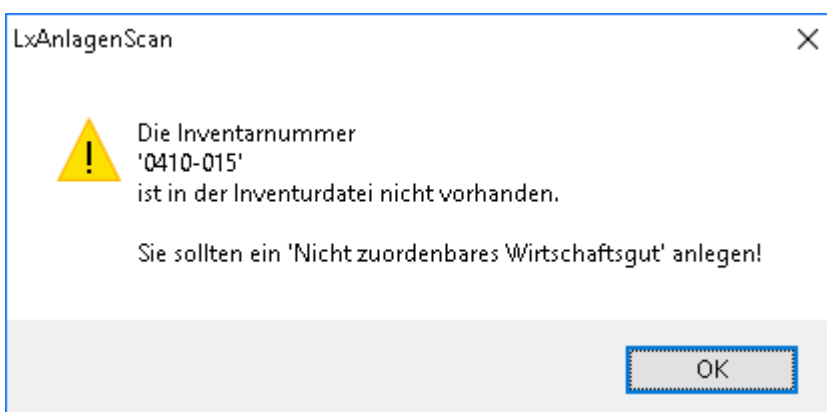 LxAnlagenScan
Die Inventarnummer
'0410-015'
ist in der Inventurdatei nicht vorhanden.
Sie sollten ein 'Nicht zuordenbares Wirtschaftsgut' anlegen!
OK